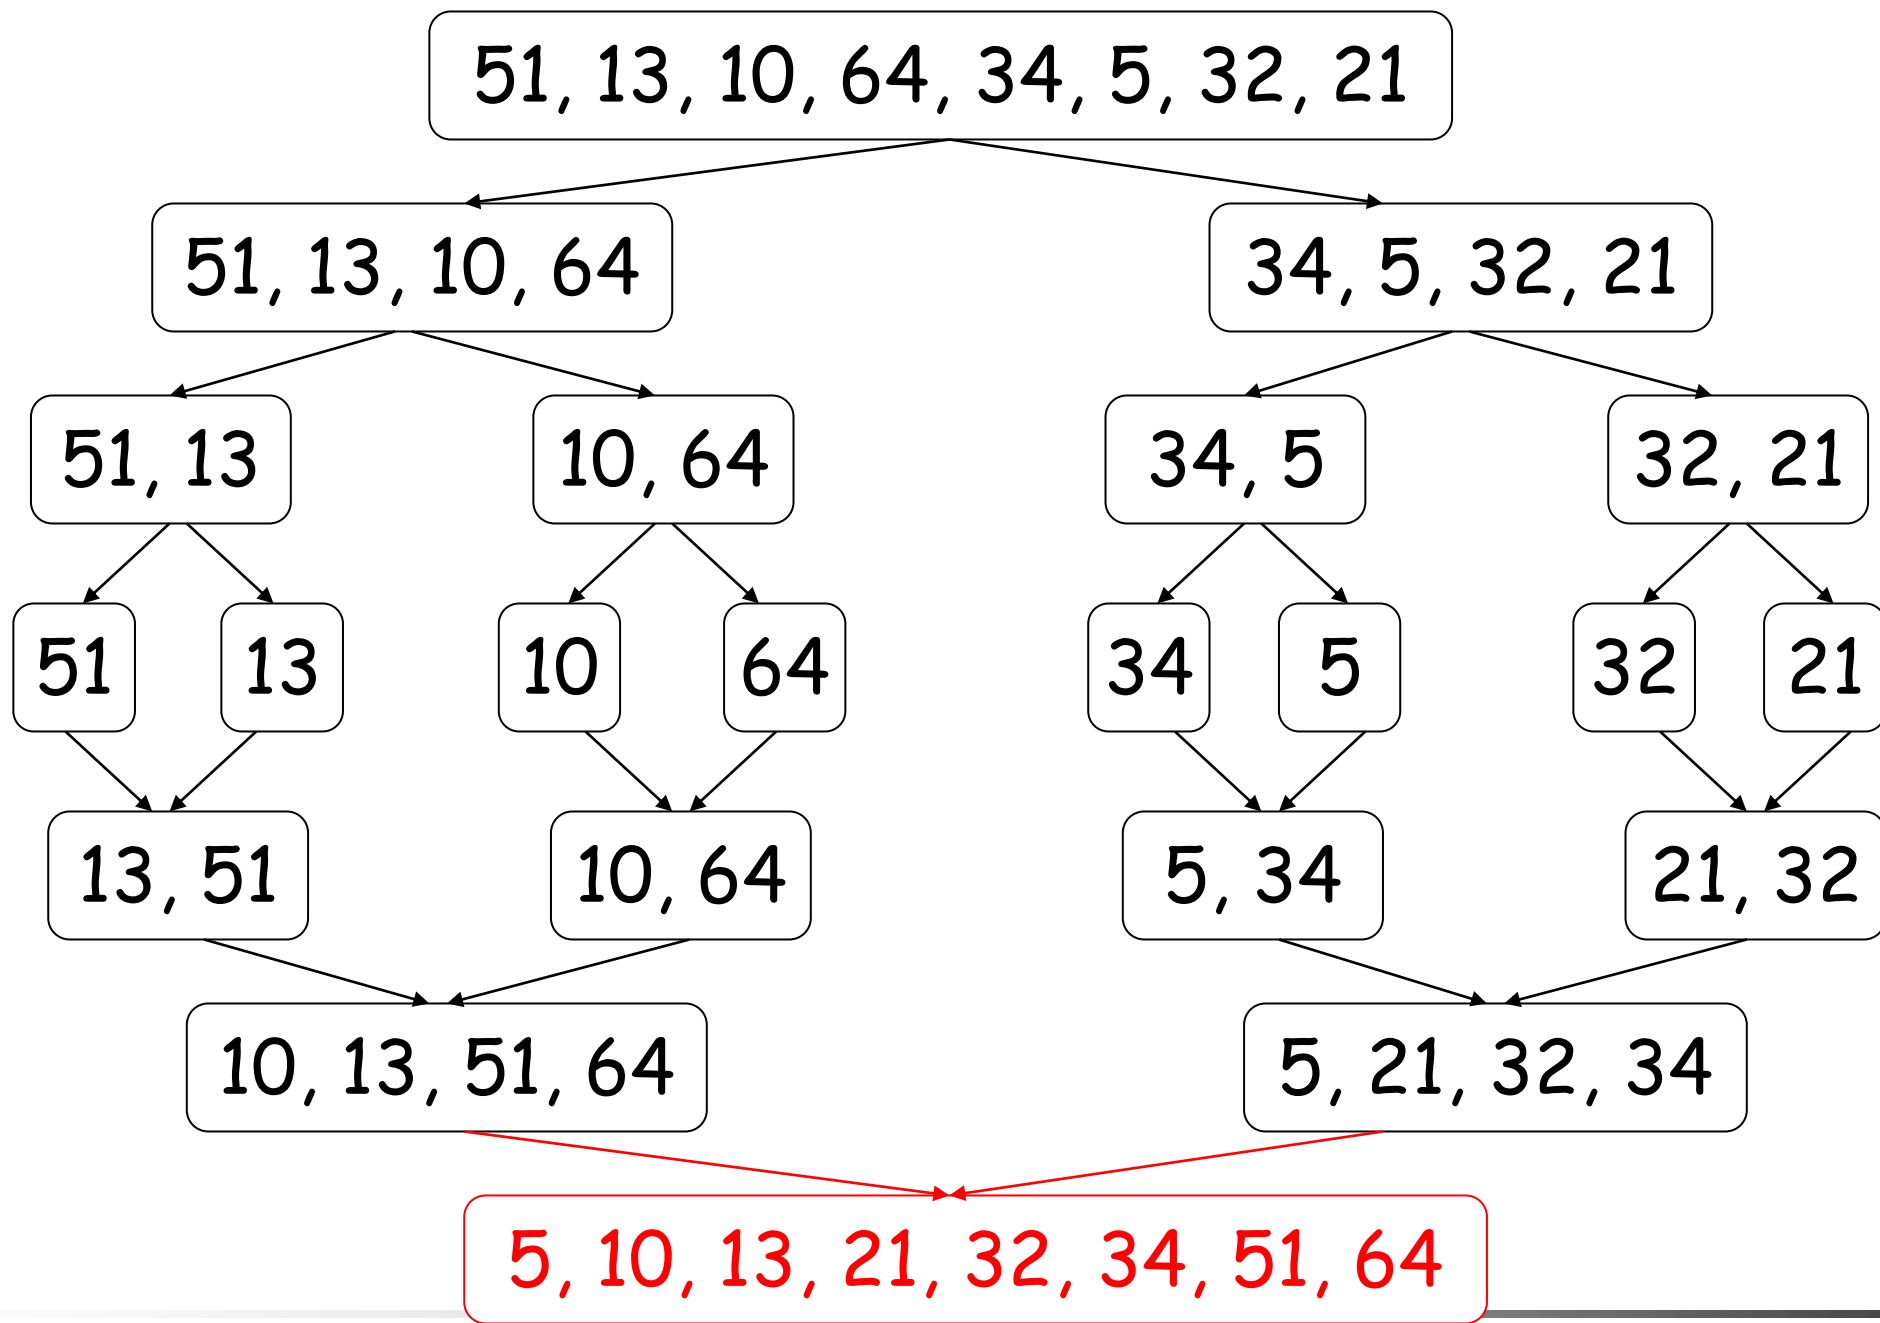 51, 13, 10, 64, 34, 5, 32, 21
51, 13, 10, 64
34, 5, 32, 21
51, 13
10, 64
34, 5
32, 21
51
13
10
64
34
5
32
21
13, 51
10, 64
5, 34
21, 32
10, 13, 51, 64
5, 21, 32, 34
5, 10, 13, 21, 32, 34, 51, 64